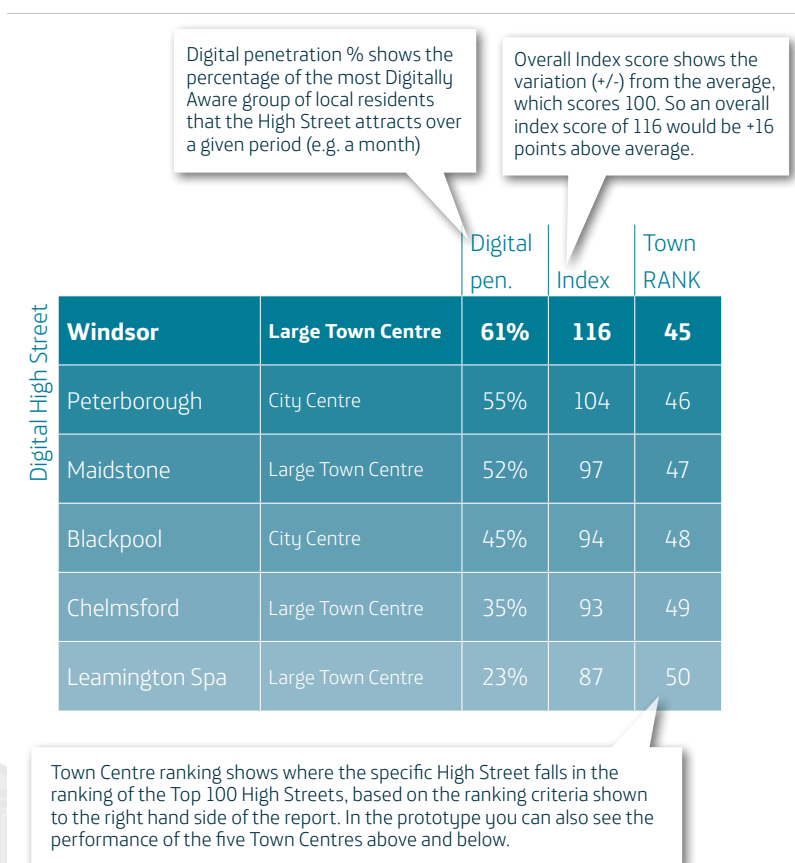 Digital penetration % shows the
percentage of the most Digitally
Aware group of local residents
that the High Street attracts over
a given period (e.g. a month)
Overall Index score shows the
variation (+/-) from the average,
which scores 100. So an overall
index score of 116 would be +16
points above average.
Digital pen. Index Town RANK
Digital High Street
Windsor Large Town Centre 61% 116 45
Peterborough City Centre 55% 104 46
Maidstone Large Town Centre 52% 97 47
Blackpool City Centre 45% 94 48
Chelmsford Large Town Centre 35% 93 49
Leamington Spa Large Town Centre 23% 87 50
Town Centre ranking shows where the specific High Street falls in the
ranking of the Top 100 High Streets, based on the ranking criteria shown
to the right hand side of the report. In the prototype you can also see the
performance of the five Town Centres above and below.